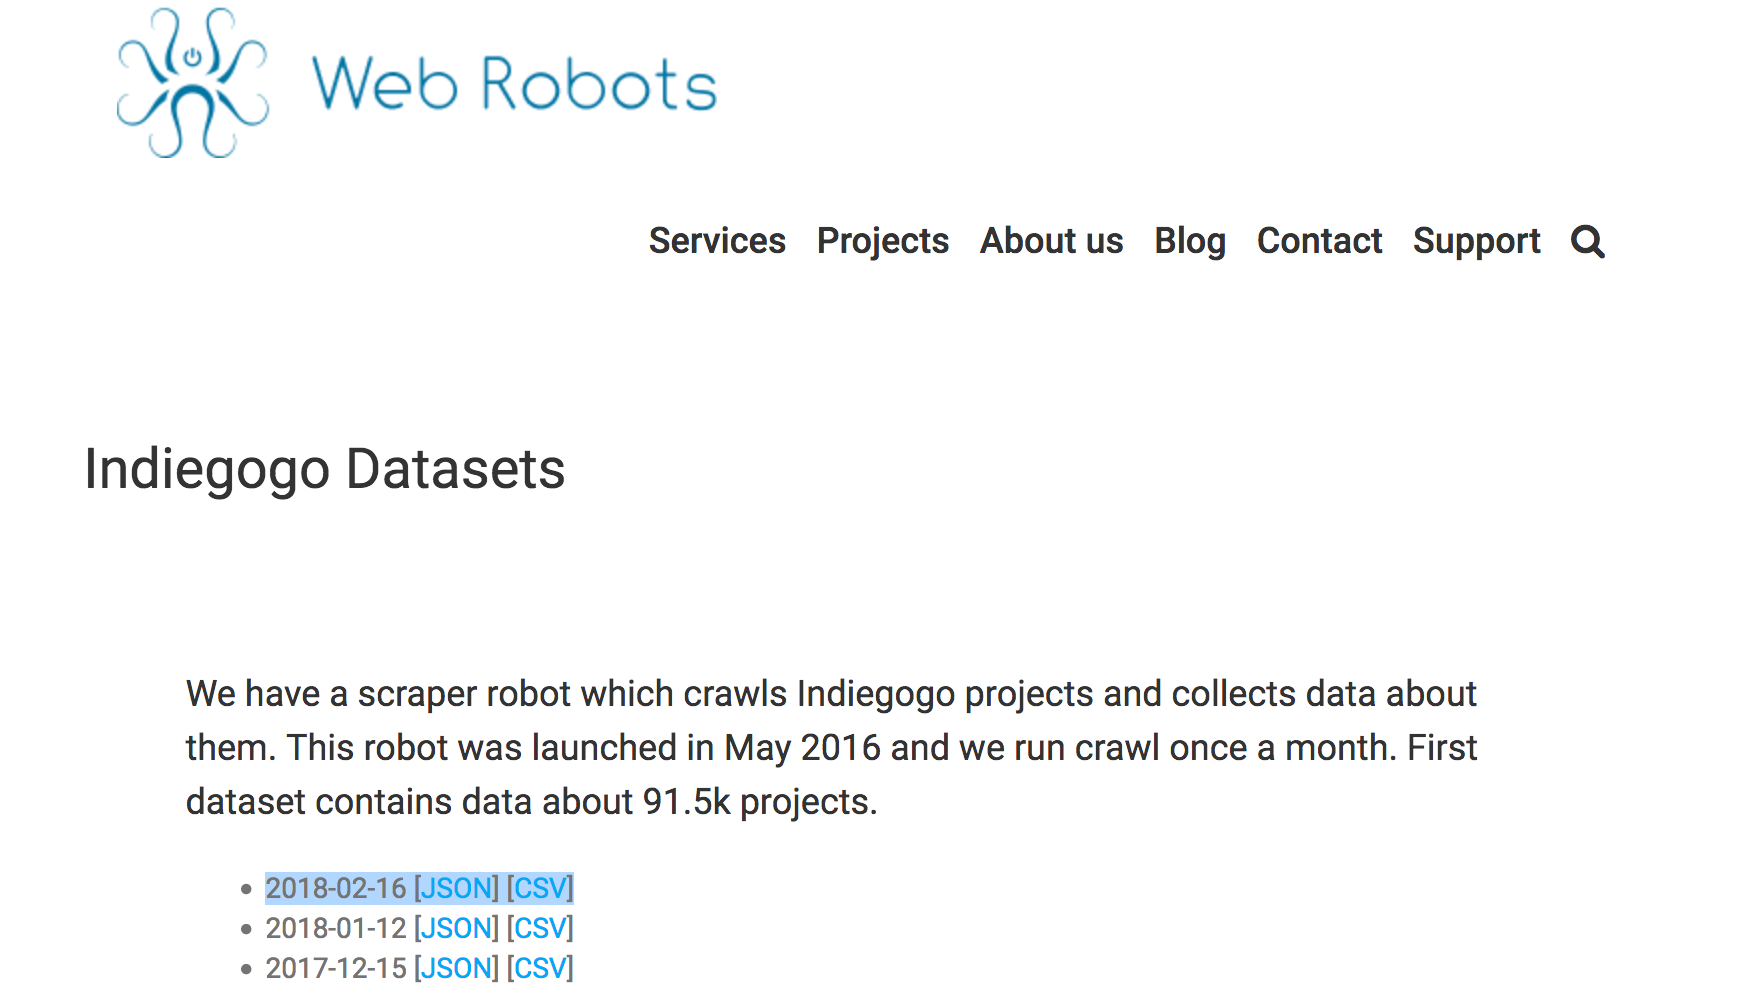 Web Robots
Services Projects About us Blog Contact Support
Indiegogo Datasets
We have a scraper robot which crawls Indiegogo projects and collects data about
them. This robot was launched in May 2016 and we run crawl once a month. First
dataset contains data about 91.5k projects.
• 2018-02-16 [JSON] [CSV]
• 2018-01-12 [JSON] [CSV]
• 2017-12-15 [JSON] [CSV]